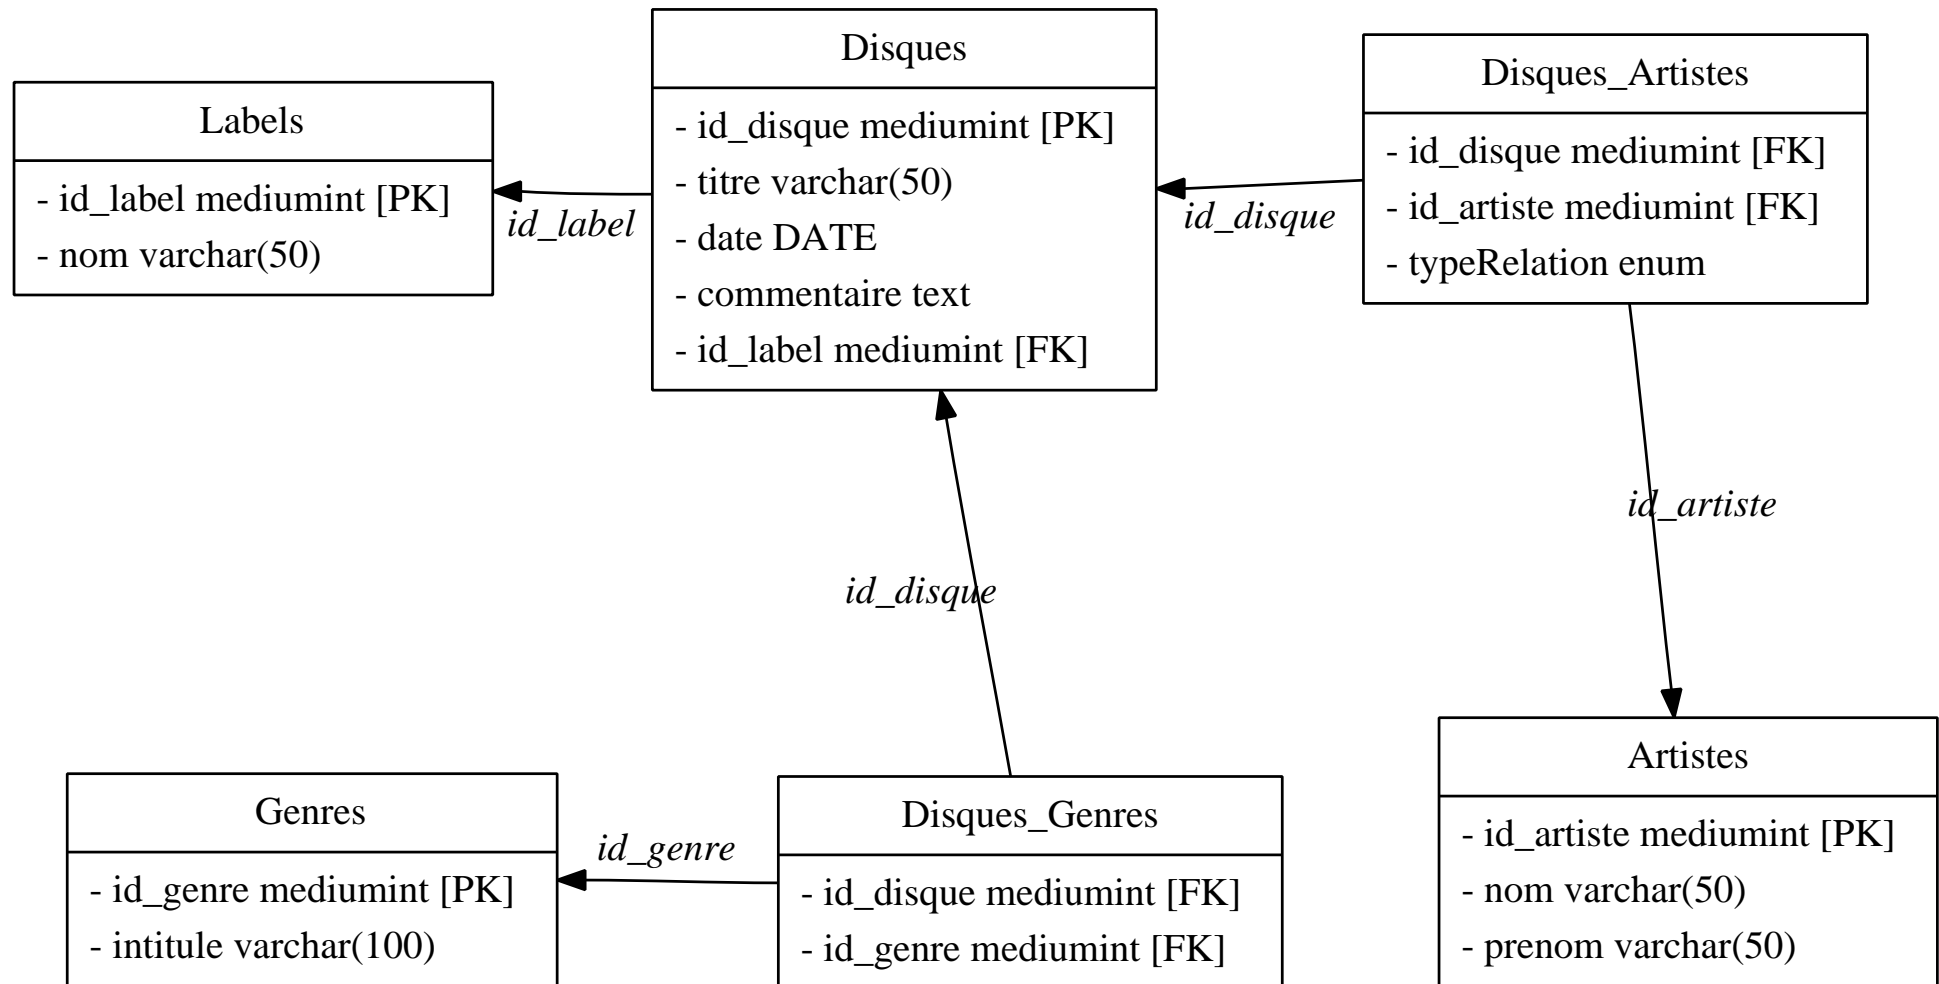 Labels
- id_label mediumint [PK]
- nom varchar(50)
id_label
Disques
- id_disque mediumint [PK]
- titre varchar(50)
- date DATE
- commentaire text
- id_label mediumint [FK]
id_disque
Disques_Artistes
- id_disque mediumint [FK]
- id_artiste mediumint [FK]
- typeRelation enum
id_artiste
id_disque
Genres
- id_genre mediumint [PK]
- intitule varchar(100)
id_genre
Disques_Genres
- id_disque mediumint [FK]
- id_genre mediumint [FK]
Artistes
- id_artiste mediumint [PK]
- nom varchar(50)
- prenom varchar(50)